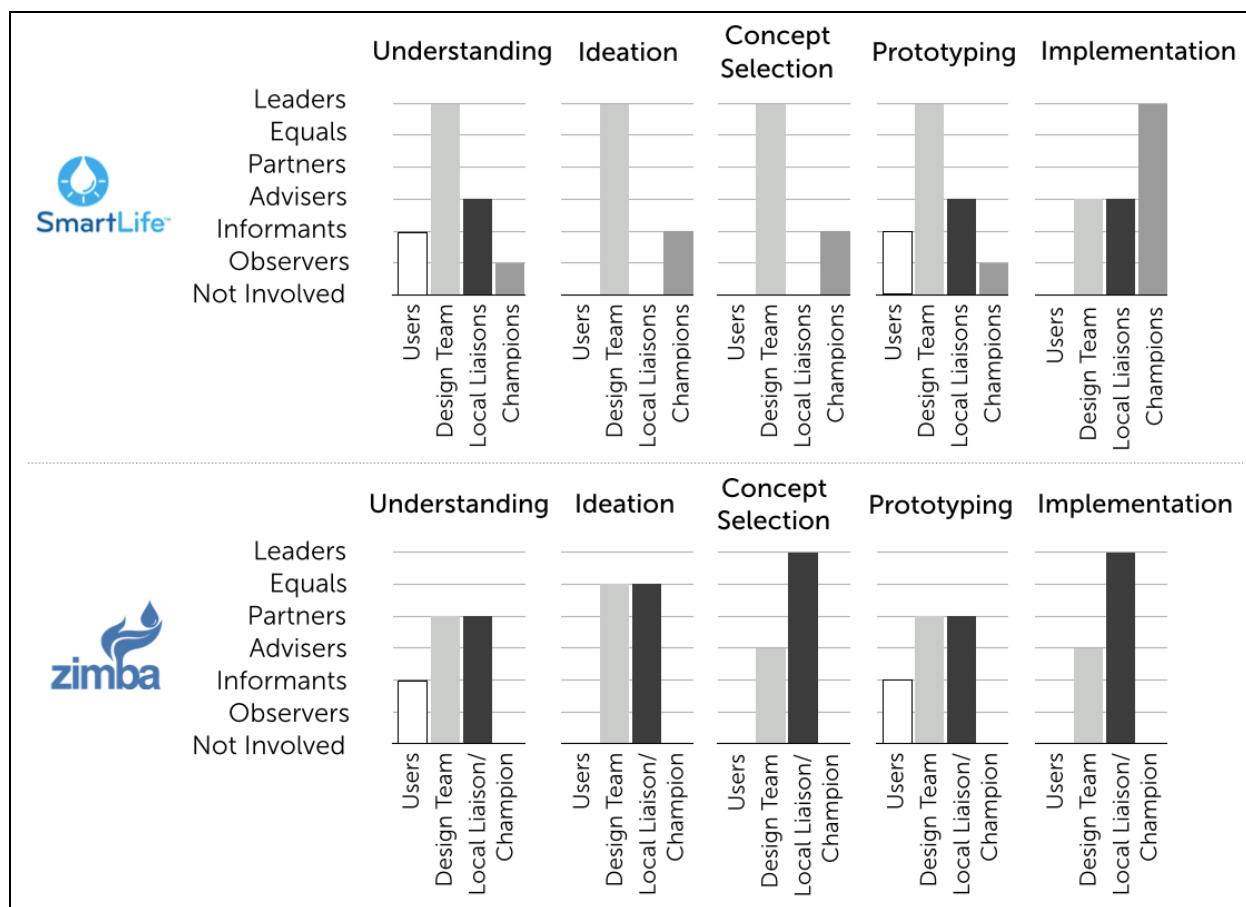 Understanding
Ideation
Concept
Selection
Prototyping
Implementation
Leaders
Equals
Partners
Advisers
Informants
Observers
Not Involved
SmartLife™
Users
Design Team
Local Liaisons
Champions
Users
Design Team
Local Liaisons
Champions
Users
Design Team
Local Liaisons
Champions
Users
Design Team
Local Liaisons
Champions
Users
Design Team
Local Liaisons
Champions
Understanding
Ideation
Concept
Selection
Prototyping
Implementation
Leaders
Equals
Partners
Advisers
Informants
Observers
Not Involved
zimba
Users
Design Team
Local Liaison/
Champion
Users
Design Team
Local Liaison/
Champion
Users
Design Team
Local Liaison/
Champion
Users
Design Team
Local Liaison/
Champion
Users
Design Team
Local Liaison/
Champion